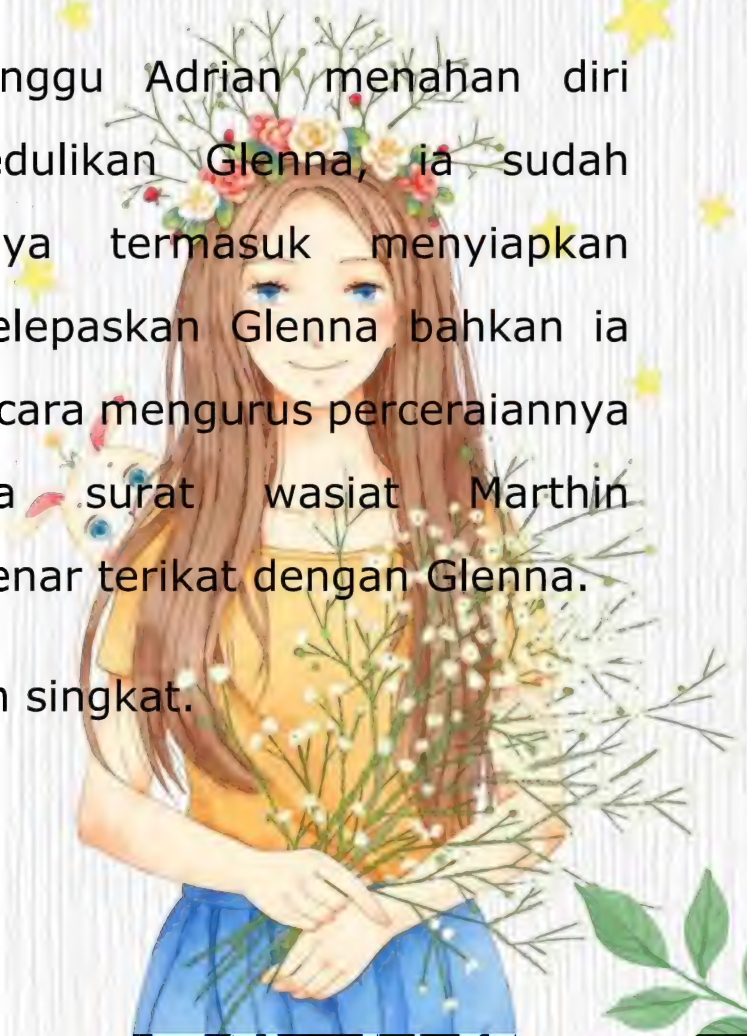 nggu Adrian menahan diri
edulikan Glenna, ia sudah
ya termasuk menyiapkan
elepaskan Glenna bahkan ia
cara mengurus perceraiannya
a surat wasiat Marthin
enar terikat dengan Glenna.
n singkat.